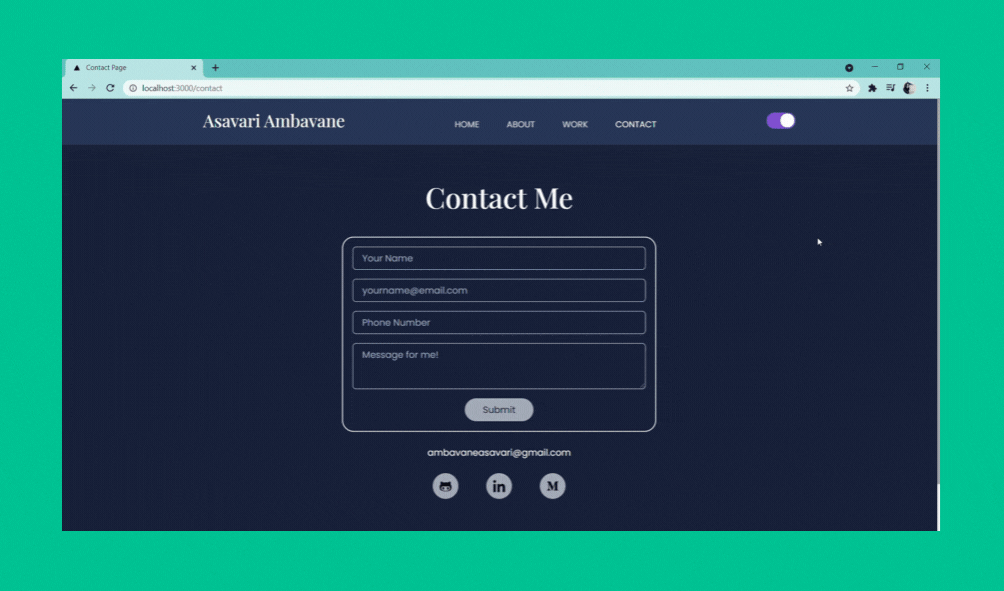 Contact Page
localhost:3000/contact
Asavari Ambavane
HOME ABOUT WORK CONTACT
Contact Me
Your Name
yourname@email.com
Phone Number
Message for me!
Submit
ambavaneasavari@gmail.com
in M